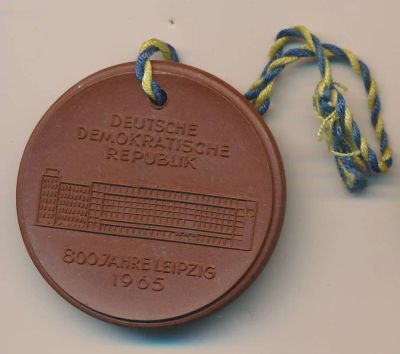 DEUTSCHE
DEMOKRATISCHE
REPUBLIK
800 JAHRE LEIPZIG
1965